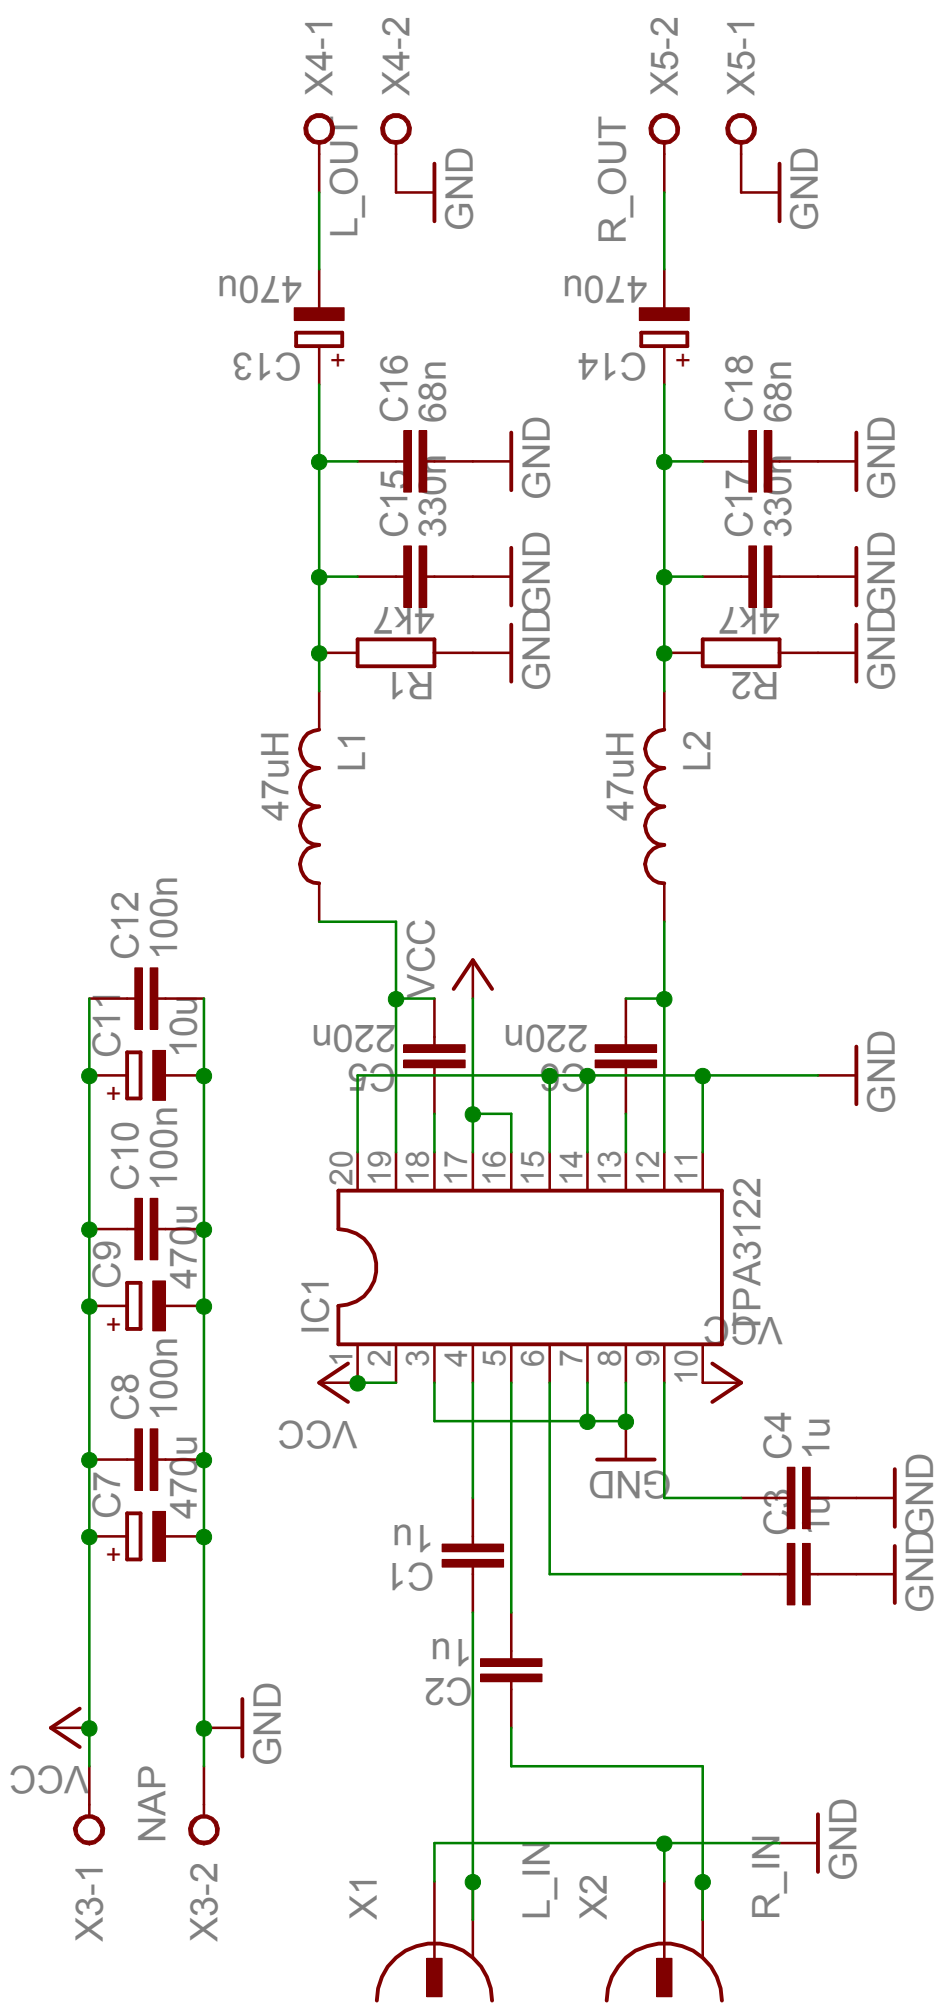 X4-1
X4-2
L_OUT
GND
X5-2
X5-1
R_OUT
GND
470u
C13
+
470u
C14
+
C16
68n
GND
C15
330n
GND
4k7
R1
GND
C18
68n
GND
C17
330n
GND
4k7
R2
GND
47uH
L1
47uH
L2
C12
100n
C11
10u
+
C10
100n
C9
470u
+
C8
100n
C7
470u
+
VCC
NAP
GND
X3-1
X3-2
VCC
220n
C5
220n
C6
GND
20
19
18
17
16
15
14
13
12
11
IC1
TPA3122
1
2
3
4
5
6
7
8
9
10
VCC
VCC
GND
C4
1u
GND
C3
1u
GND
1u
C1
1u
C2
X1
L_IN
X2
R_IN
GND